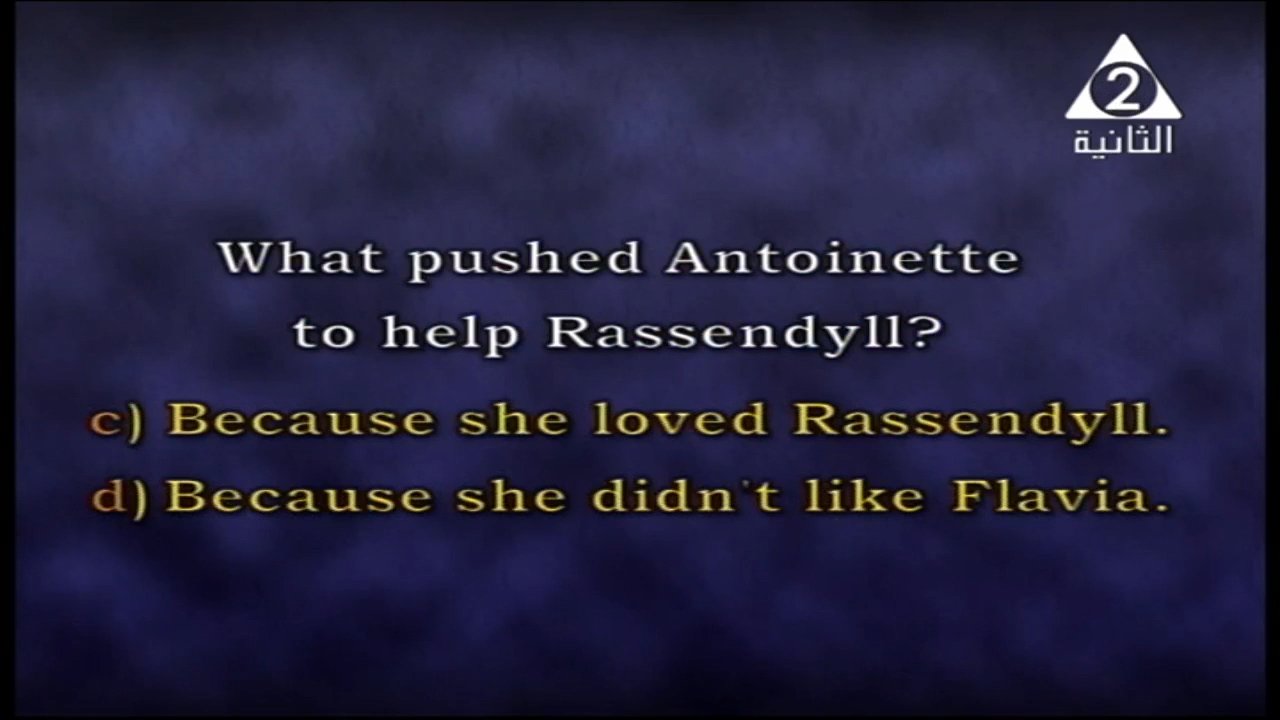 2
الثانية
What pushed Antoinette
to help Rassendyll?
c) Because she loved Rassendyll.
d) Because she didn't like Flavia.